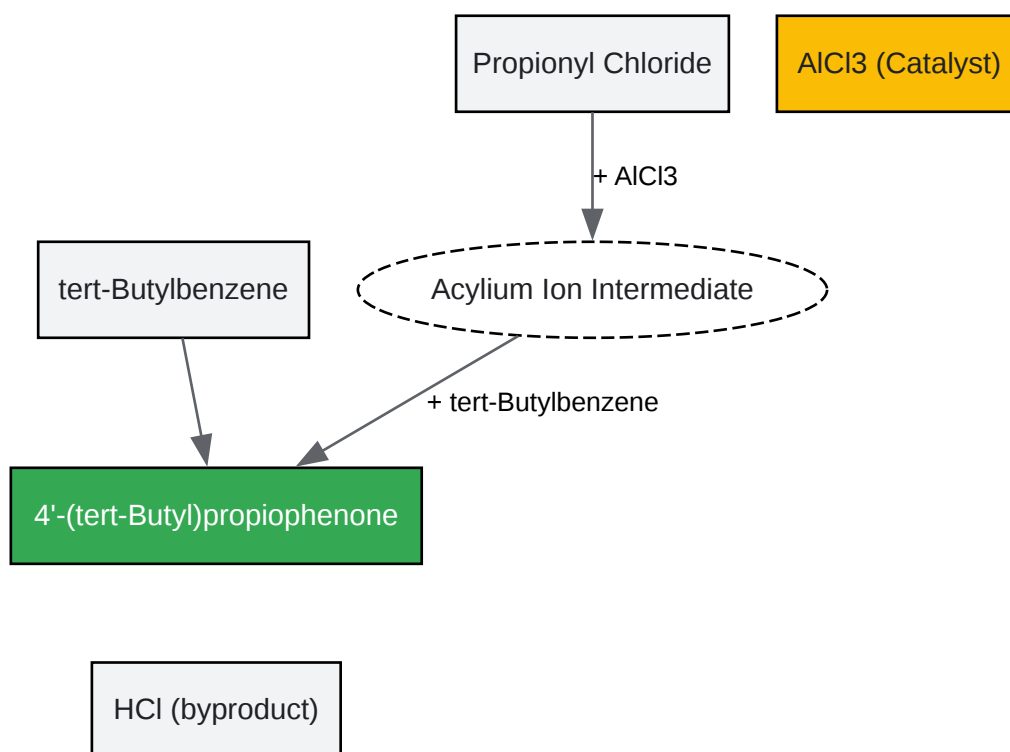 Propionyl Chloride
AlCl3 (Catalyst)
+ AlCl3
tert-Butylbenzene
Acylium Ion Intermediate
+ tert-Butylbenzene
4'-(tert-Butyl)propiophenone
HCl (byproduct)